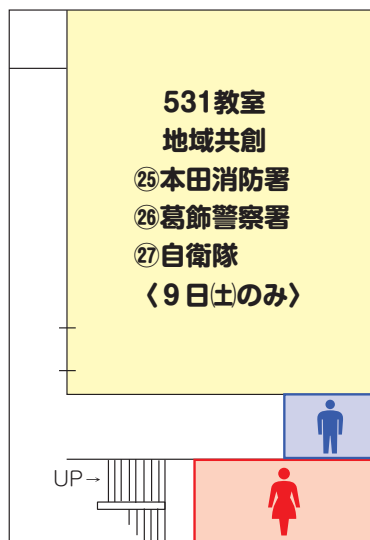 531教室
地域共創
㉕本田消防署
㉖葛飾警察署
㉗自衛隊
〈9日㈯のみ〉
UP→